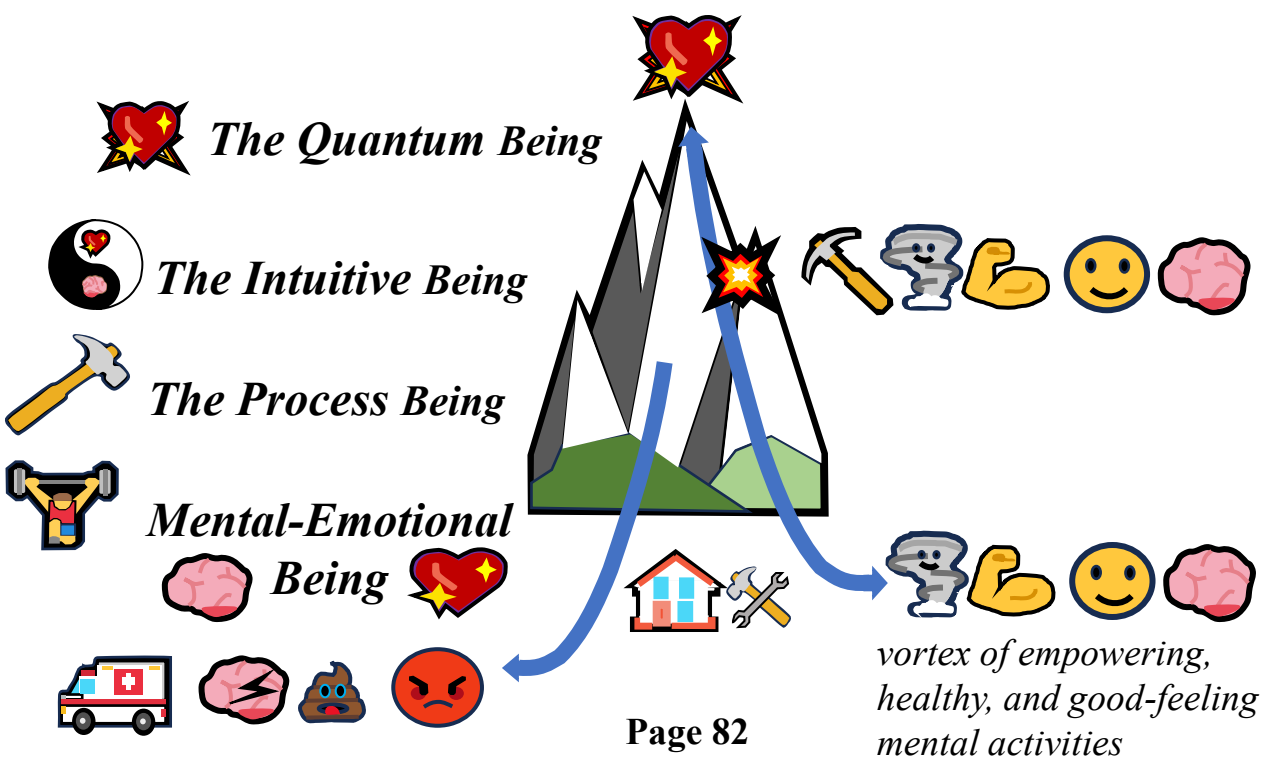 The Quantum Being
The Intuitive Being
The Process Being
Mental-Emotional
Being
vortex of empowering,
healthy, and good-feeling
mental activities
Page 82